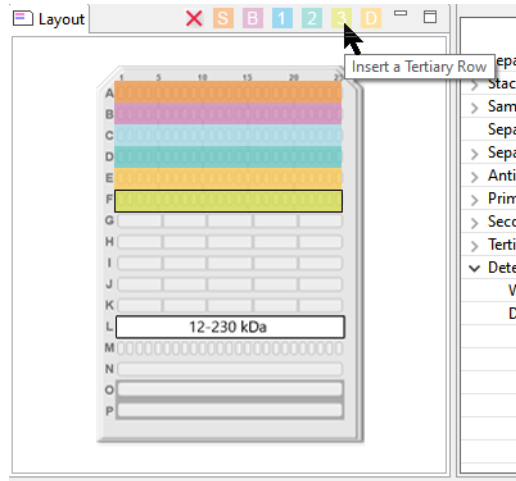 Layout
S B 1 2 3 D
Insert a Tertiary Row
1 5 10 15 20
A
B
C
D
E
F
G
H
I
J
K
L 12-230 kDa
M
N
O
P
Stac
Sam
Sepa
Sepa
Anti
Prim
Seco
Terti
Dete
D